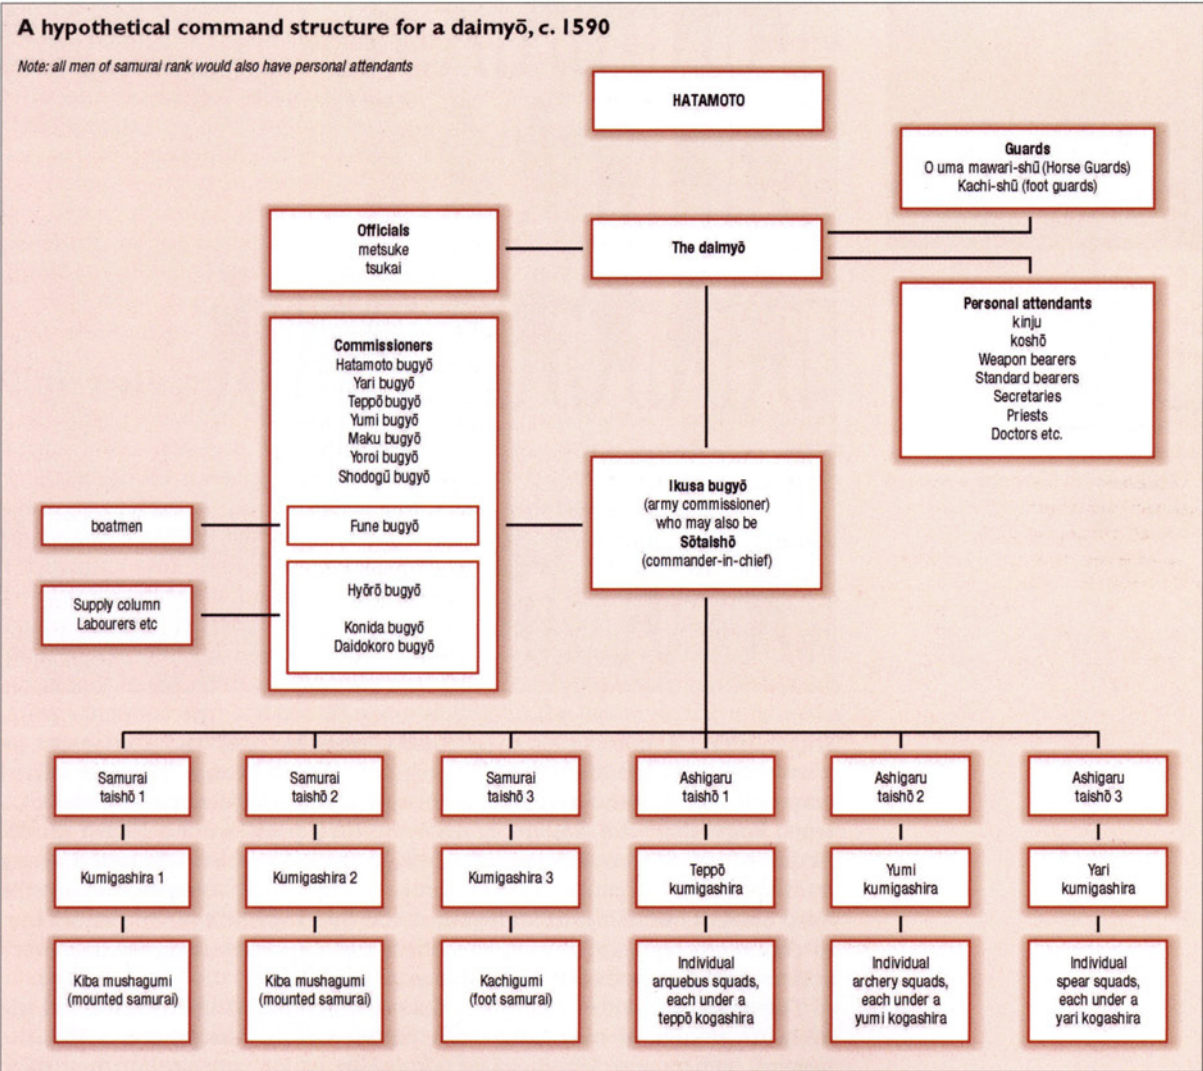 A hypothetical command structure for a daimyō, c. 1590
Note: all men of samurai rank would also have personal attendants
HATAMOTO
Guards
O uma mawari-shū (Horse Guards)
Kachi-shū (foot guards)
Officials
metsuke
tsukai
The daimyō
Personal attendants
kinju
koshō
Weapon bearers
Standard bearers
Secretaries
Priests
Doctors etc.
Commissioners
Hatamoto bugyō
Yari bugyō
Teppō bugyō
Yumi bugyō
Maku bugyō
Yoroi bugyō
Shodogū bugyō
Fune bugyō
Hyōrō bugyō
Konida bugyō
Daidokoro bugyō
boatmen
Supply column
Labourers etc
Ikusa bugyō
(army commissioner)
who may also be
Sōtaishō
(commander-in-chief)
Samurai
taishō 1
Samurai
taishō 2
Samurai
taishō 3
Ashigaru
taishō 1
Ashigaru
taishō 2
Ashigaru
taishō 3
Kumigashira 1
Kumigashira 2
Kumigashira 3
Teppō
kumigashira
Yumi
kumigashira
Yari
kumigashira
Kiba mushagumi
(mounted samurai)
Kiba mushagumi
(mounted samurai)
Kachigumi
(foot samurai)
Individual
arquebus squads,
each under a
teppō kogashira
Individual
archery squads,
each under a
yumi kogashira
Individual
spear squads,
each under a
yari kogashira